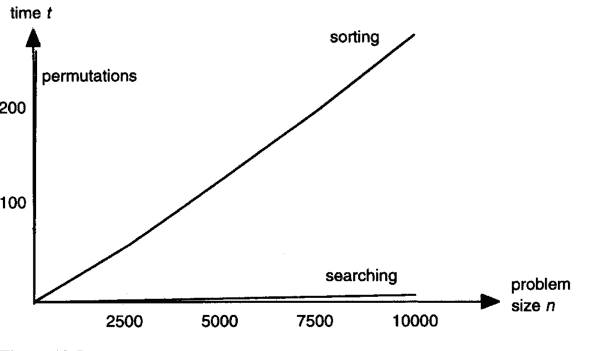 time t
sorting
permutations
200
100
searching
problem
size n
2500 5000 7500 10000